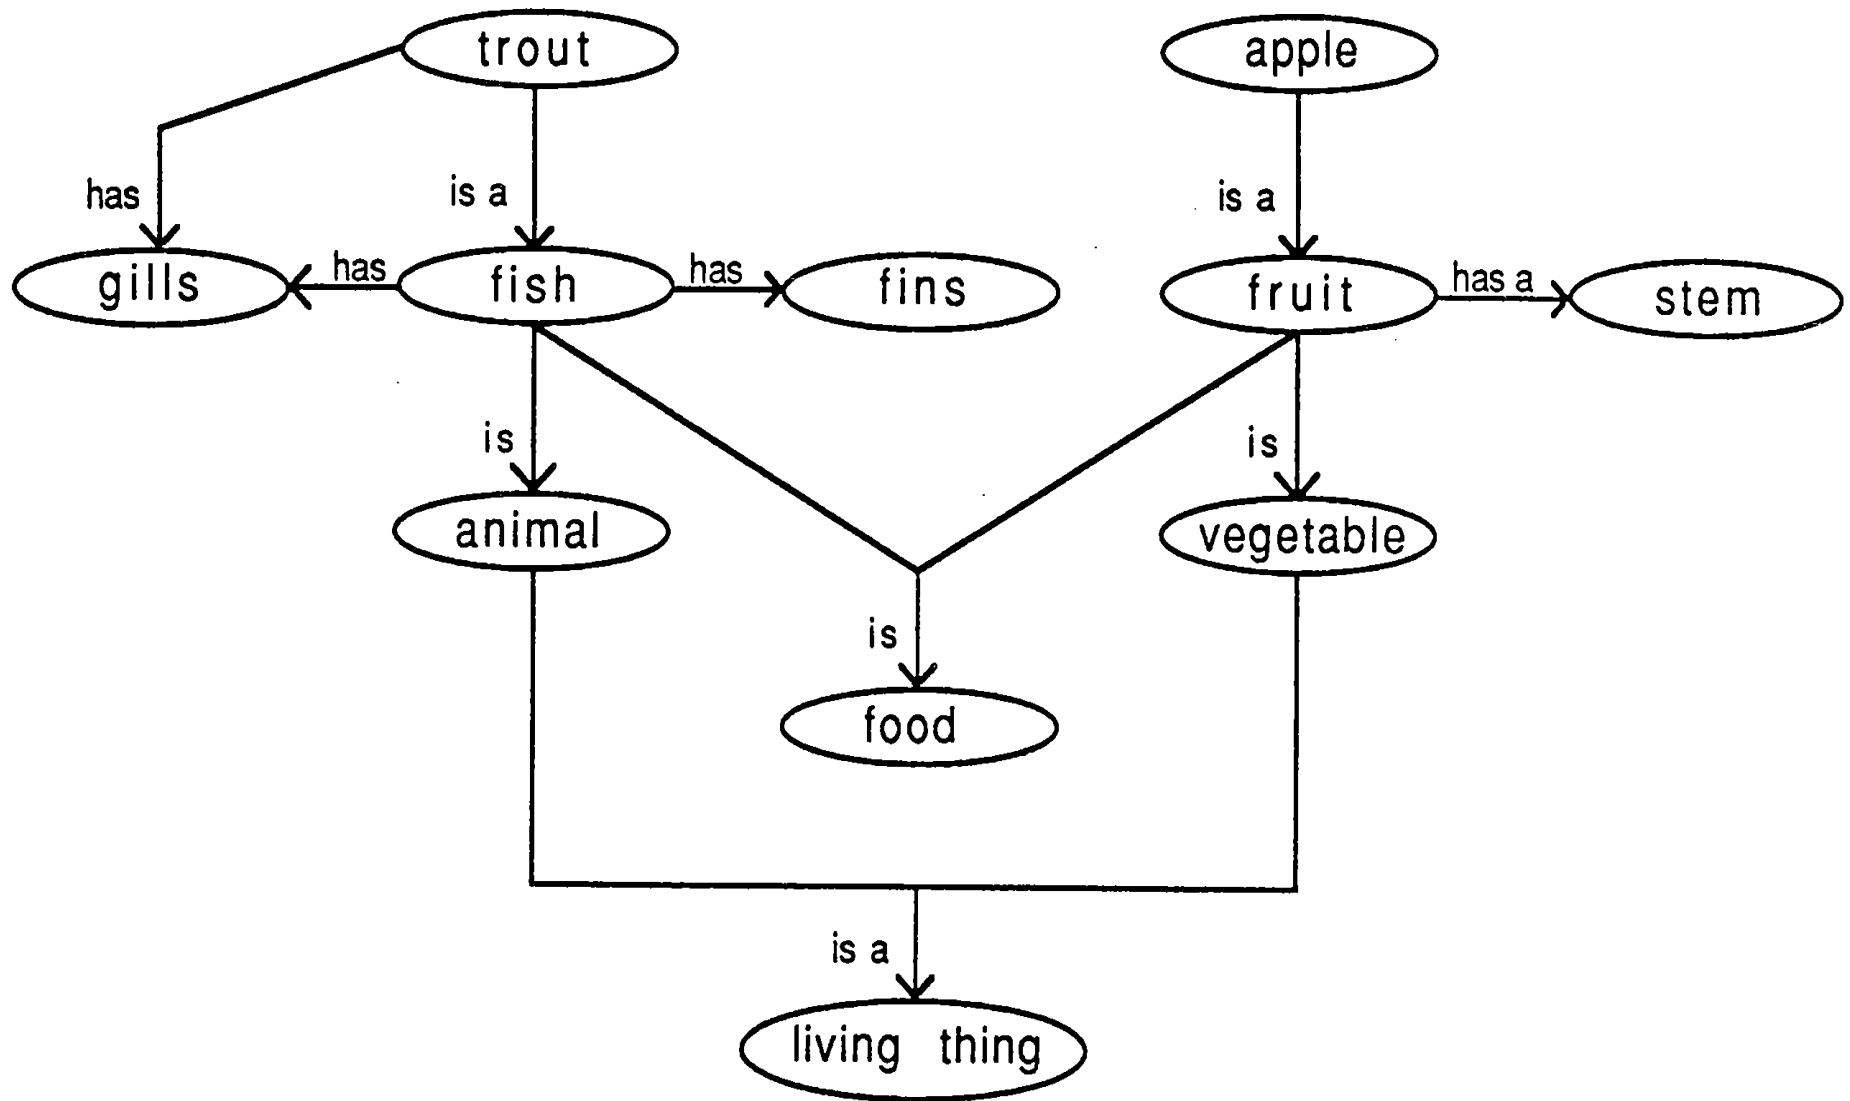 trout
apple
has
is a
is a
gills
has
fish
has
fins
fruit
has a
stem
is
is
animal
vegetable
is
food
is a
living thing